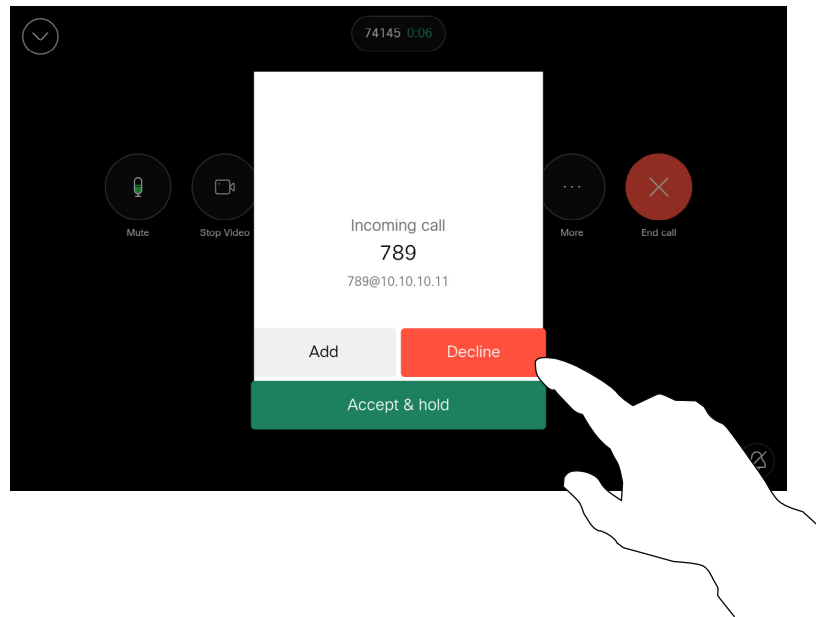 74145 0:06
Mute
Stop Video
More
End call
Incoming call
789
789@10.10.10.11
Add
Decline
Accept & hold